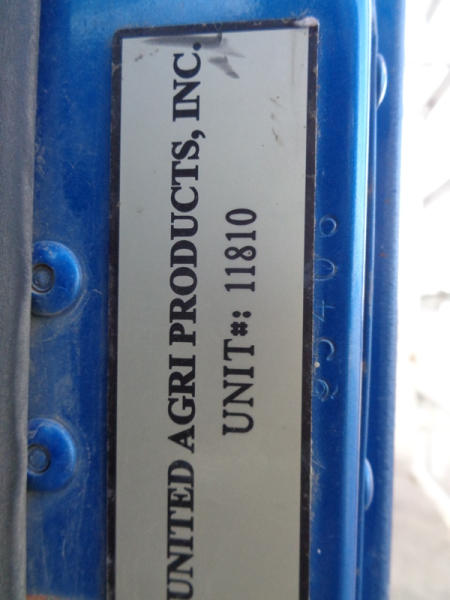 UNITED AGRI PRODUCTS, INC.
UNIT#: 11810